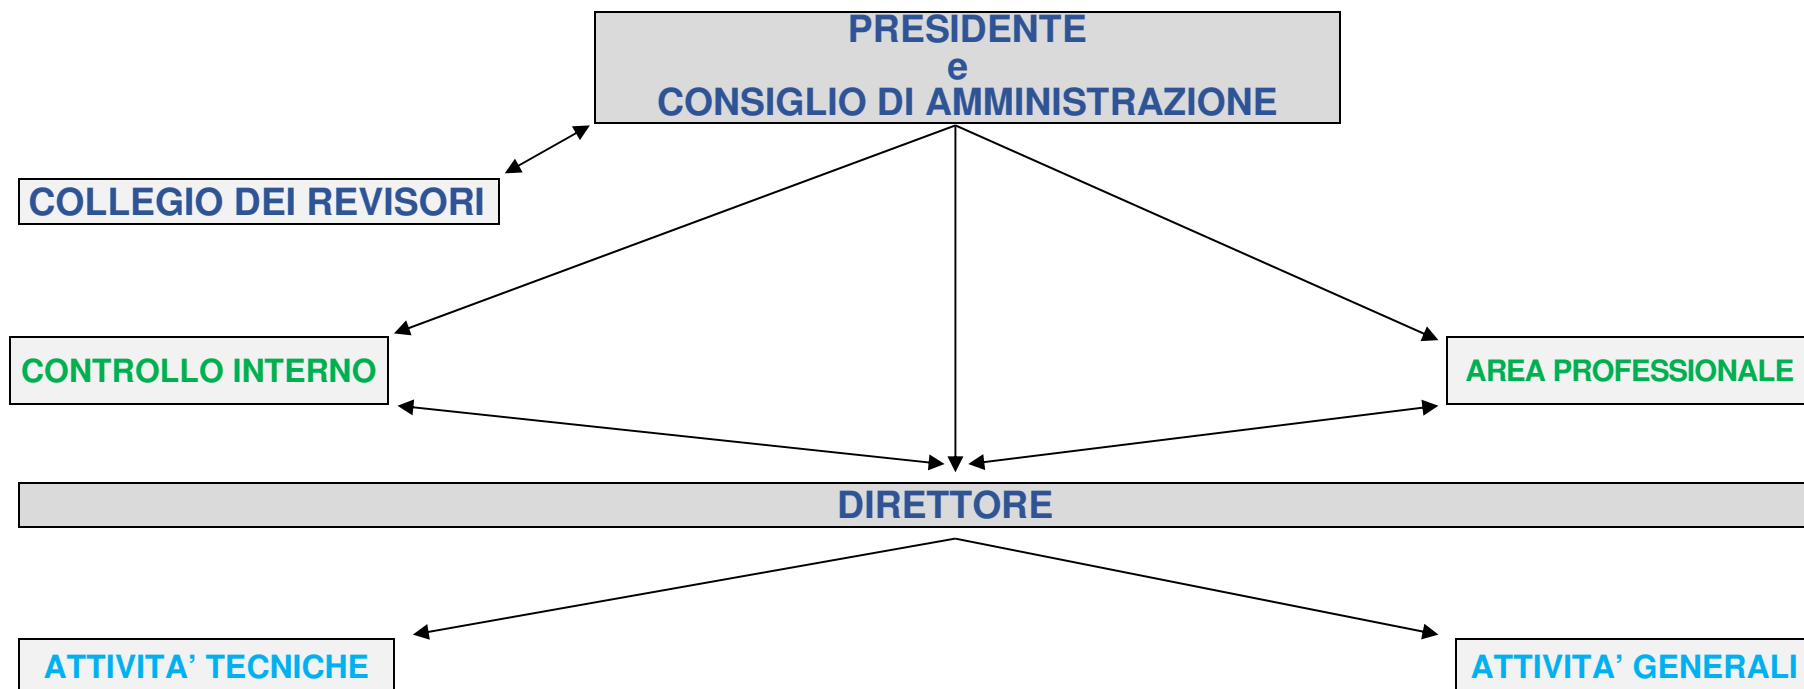 PRESIDENTE
e
CONSIGLIO DI AMMINISTRAZIONE
COLLEGIO DEI REVISORI
CONTROLLO INTERNO
AREA PROFESSIONALE
DIRETTORE
ATTIVITA’ TECNICHE
ATTIVITA’ GENERALI